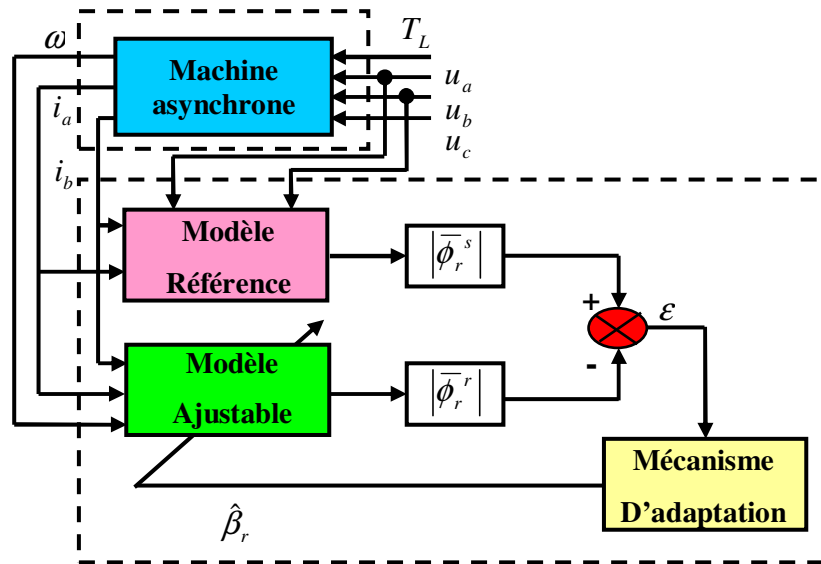 ω
T_L
Machine
asynchrone
u_a
i_a
u_b
u_c
i_b
Modèle
Référence
|ϕ̅_r^s|
+
ε
-
Modèle
Ajustable
|ϕ̅_r^r|
Mécanisme
D'adaptation
β̂_r